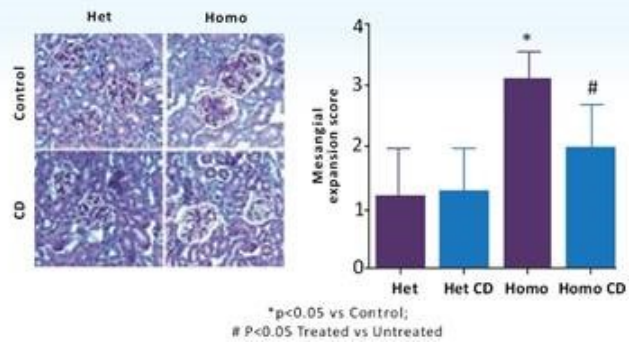 Het Homo
Control
CD
Mesangial
expansion score
4
3
2
1
0
*
#
Het Het CD Homo Homo CD
*p<0.05 vs Control;
# P<0.05 Treated vs Untreated